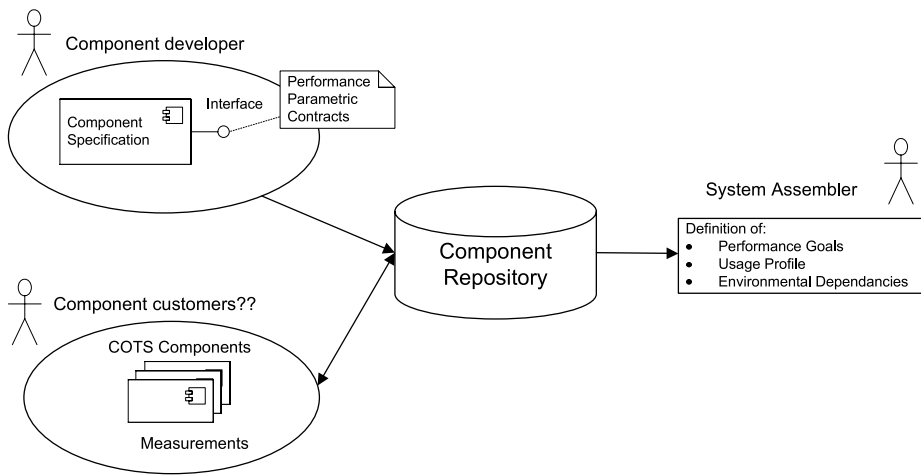 Component developer
Component
Specification
Interface
Performance
Parametric
Contracts
Component
Repository
System Assembler
Definition of:
• Performance Goals
• Usage Profile
• Environmental Dependancies
Component customers??
COTS Components
Measurements